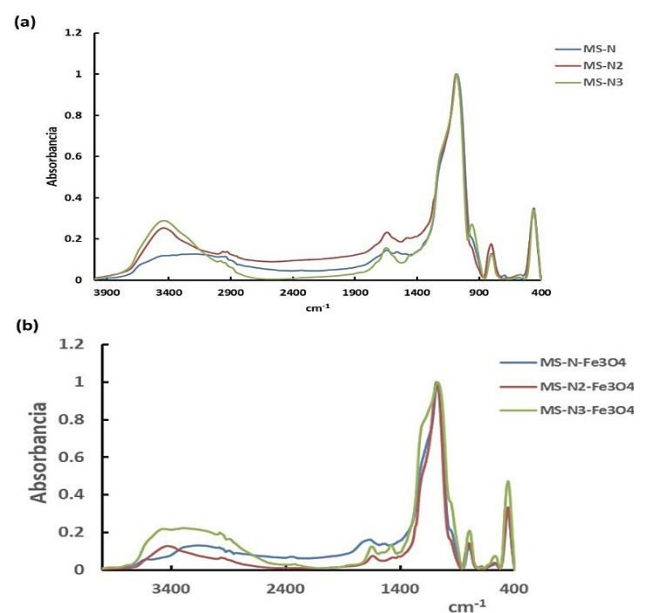 (a)
1.2
1
0.8
0.6
0.4
0.2
0
3900 3400 2900 2400 1900 1400 900 400
cm-1
Absorbancia
MS-N
MS-N2
MS-N3
(b)
1.2
1
0.8
0.6
0.4
0.2
0
3400 2400 1400 400
cm-1
Absorbancia
MS-N-Fe3O4
MS-N2-Fe3O4
MS-N3-Fe3O4